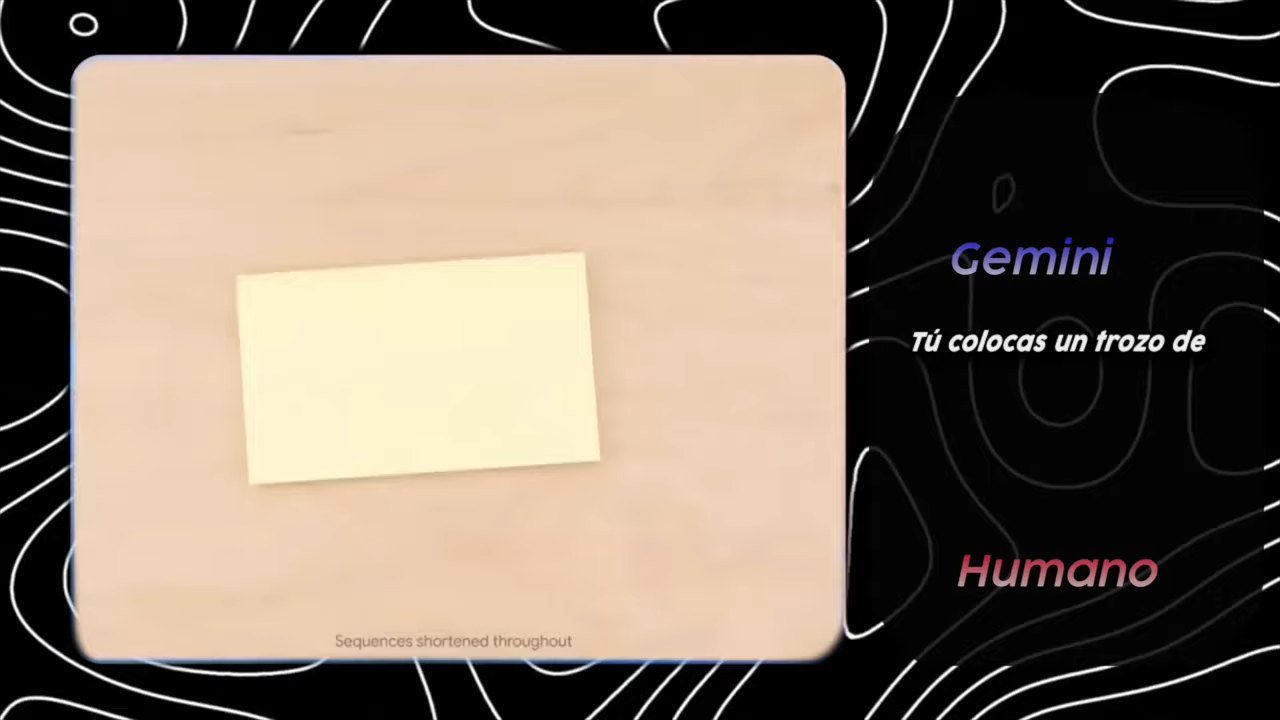 Gemini
Tú colocas un trozo de
Humano
Sequences shortened throughout